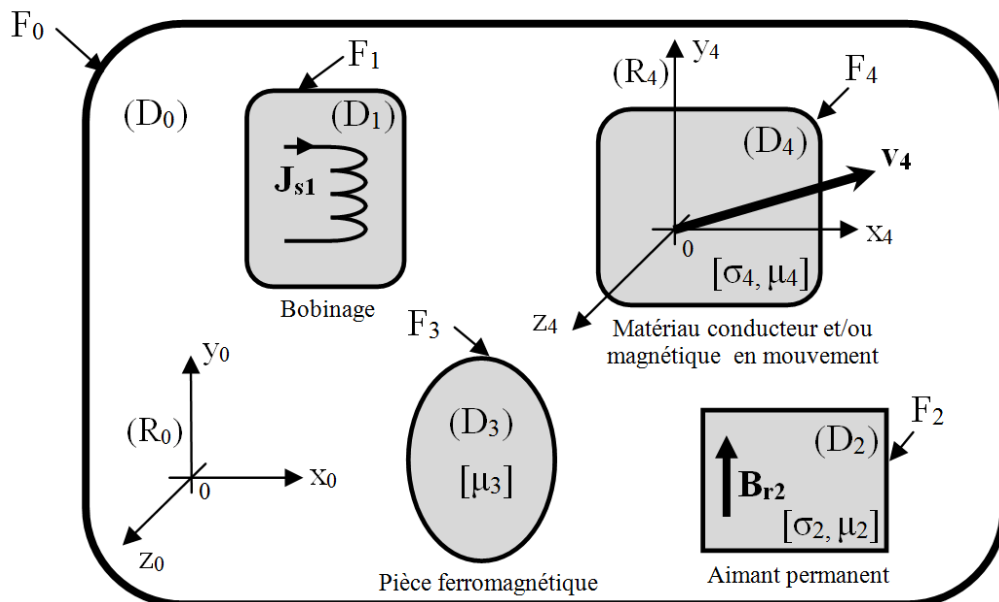 F₀
(D₀)
F₁
(D₁)
Jₛ₁
Bobinage
y₄
(R₄)
F₄
(D₄)
v₄
x₄
0
[σ₄, μ₄]
z₄
Matériau conducteur et/ou
magnétique en mouvement
y₀
(R₀)
x₀
0
z₀
F₃
(D₃)
[μ₃]
Pièce ferromagnétique
F₂
(D₂)
Bᵣ₂
[σ₂, μ₂]
Aimant permanent